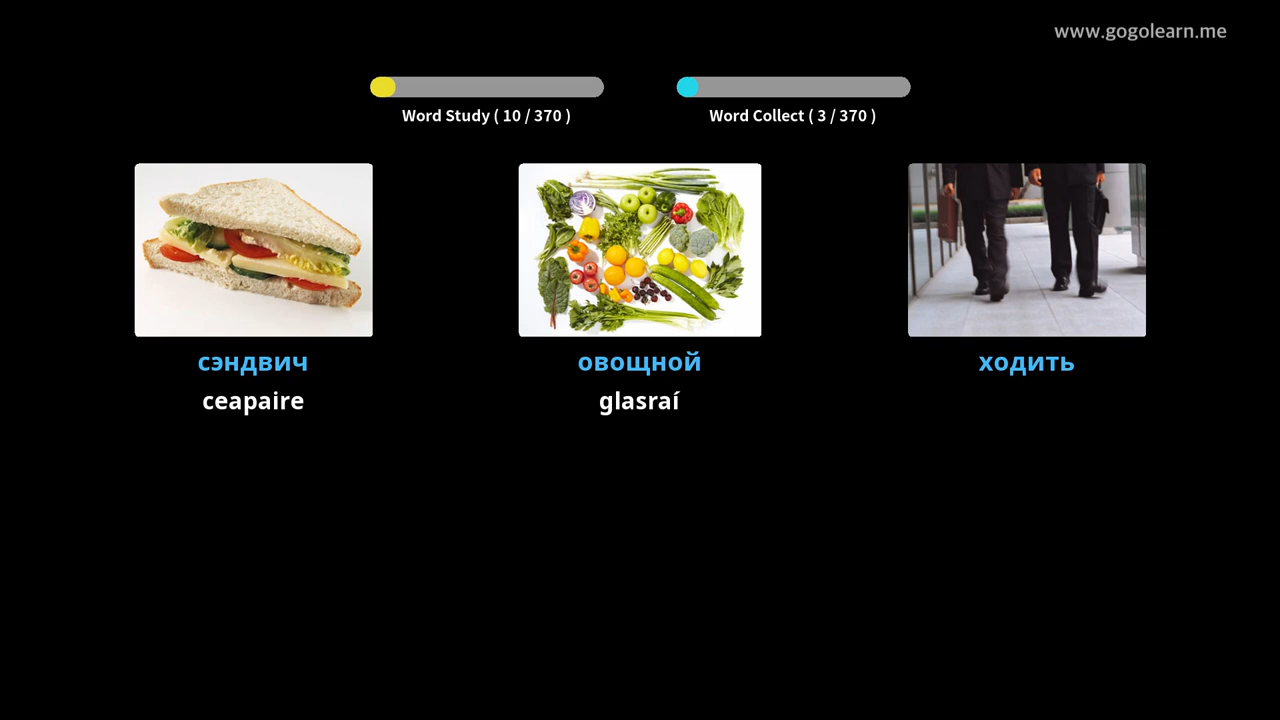 www.gogolearn.me
Word Study ( 10 / 370 )
Word Collect ( 3 / 370 )
сэндвич
ceapaire
овощной
glasraí
ходить